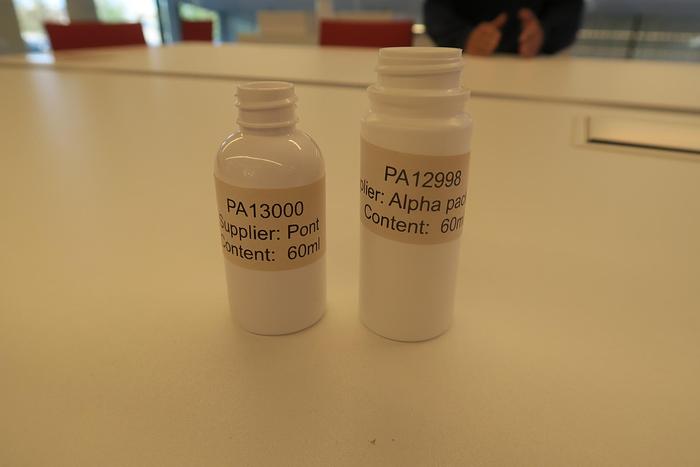 PA13000
Supplier: Pont
Content: 60ml
PA12998
plier: Alpha pac
Content: 60m